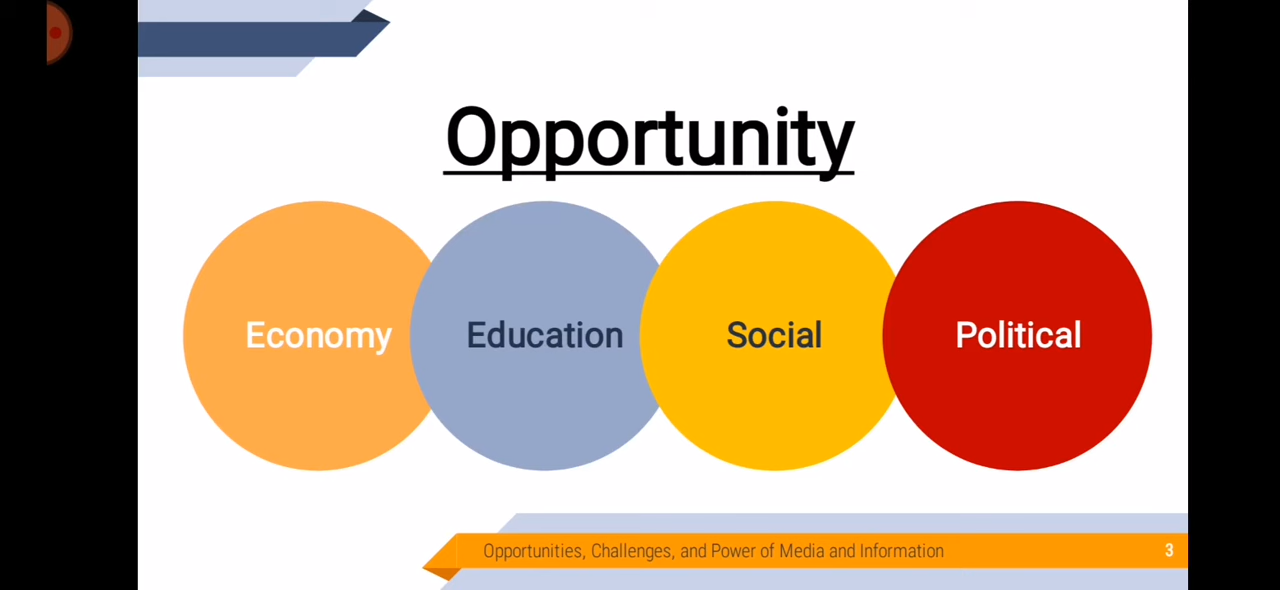 Opportunity
Economy
Education
Social
Political
Opportunities, Challenges, and Power of Media and Information
3